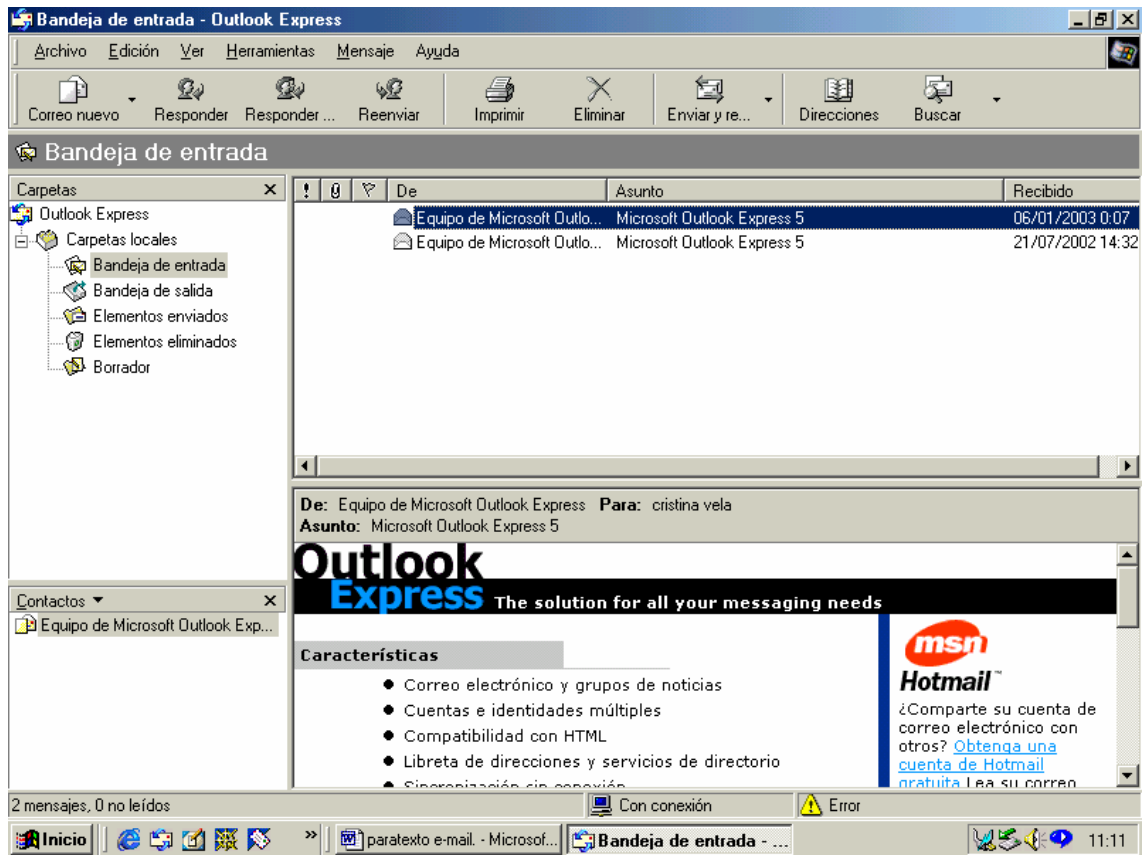 Bandeja de entrada - Outlook Express
Archivo Edición Ver Herramientas Mensaje Ayuda
Correo nuevo Responder Responder ... Reenviar Imprimir Eliminar Enviar y re... Direcciones Buscar
Bandeja de entrada
Carpetas
Outlook Express
Carpetas locales
Bandeja de entrada
Bandeja de salida
Elementos enviados
Elementos eliminados
Borrador
Contactos
Equipo de Microsoft Outlook Exp...
De Asunto Recibido
Equipo de Microsoft Outlo... Microsoft Outlook Express 5 06/01/2003 0:07
Equipo de Microsoft Outlo... Microsoft Outlook Express 5 21/07/2002 14:32
De: Equipo de Microsoft Outlook Express Para: cristina vela
Asunto: Microsoft Outlook Express 5
Outlook
Express The solution for all your messaging needs
Características
Correo electrónico y grupos de noticias
Cuentas e identidades múltiples
Compatibilidad con HTML
Libreta de direcciones y servicios de directorio
Sincronización sin conexión
msn
Hotmail™
¿Comparte su cuenta de
correo electrónico con
otros? Obtenga una
cuenta de Hotmail
gratuita Lea su correo
2 mensajes, 0 no leídos Con conexión Error
Inicio » paratexto e-mail. - Microsof... Bandeja de entrada - ... 11:11